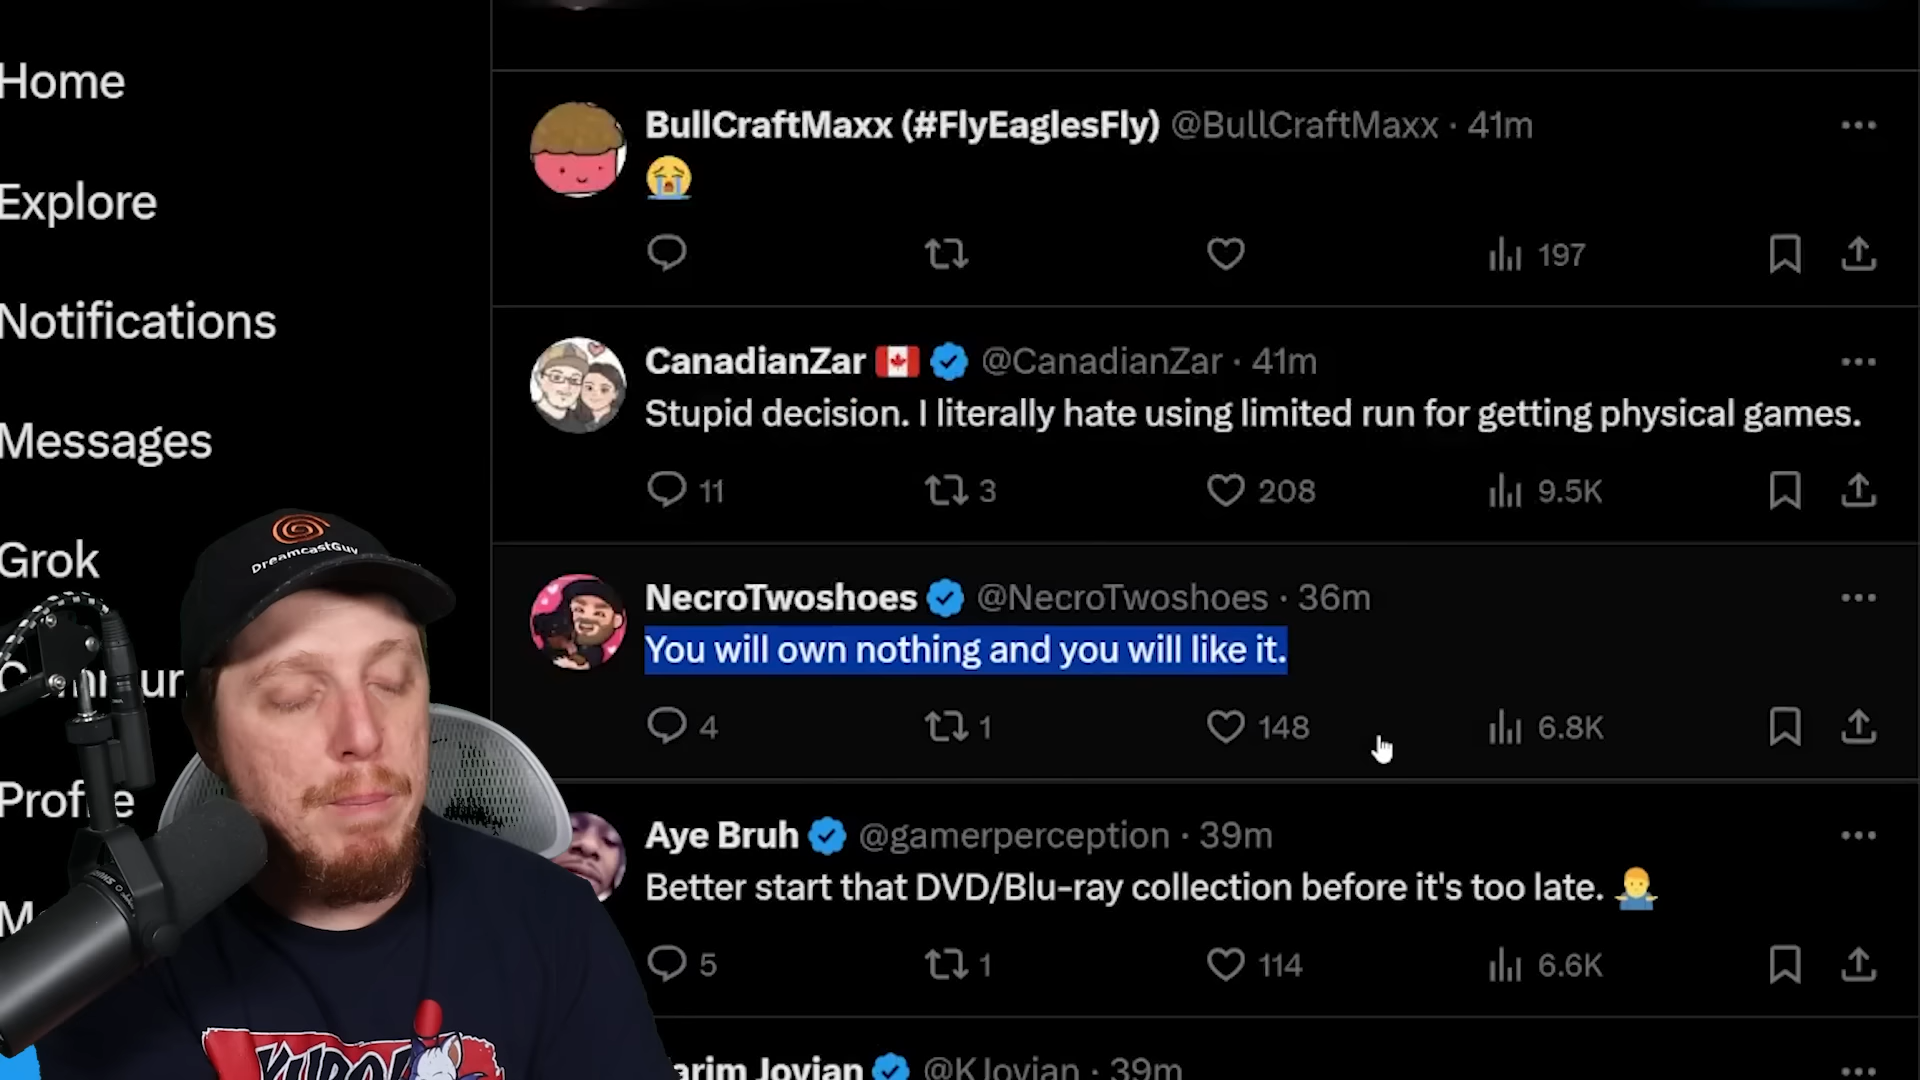 Home
Explore
Notifications
Messages
Grok
Profile
DreamcastGuy
BullCraftMaxx (#FlyEaglesFly) @BullCraftMaxx · 41m
😭
197
CanadianZar 🇨🇦 @CanadianZar · 41m
Stupid decision. I literally hate using limited run for getting physical games.
11 3 208 9.5K
NecroTwoshoes @NecroTwoshoes · 36m
You will own nothing and you will like it.
4 1 148 6.8K
Aye Bruh @gamerperception · 39m
Better start that DVD/Blu-ray collection before it's too late. 🤷‍♂️
5 1 114 6.6K
Jovian @KJovian · 39m